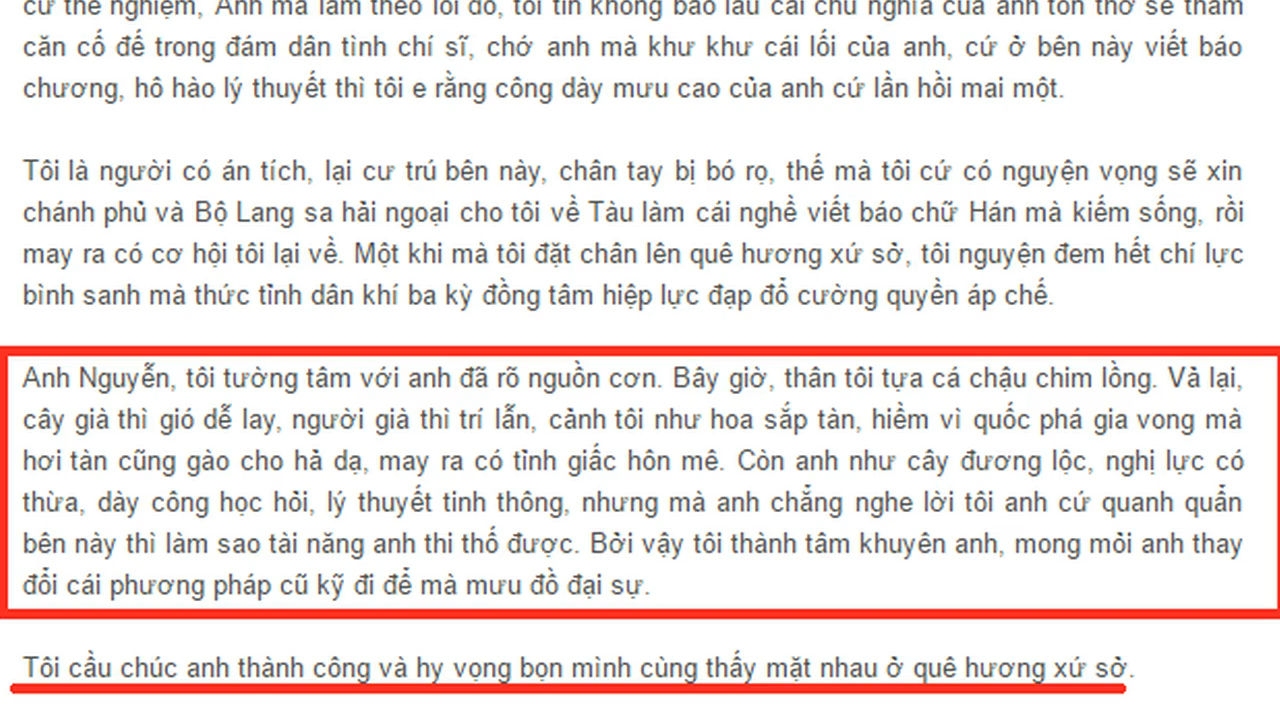 cứ thể nghiệm, Anh mà làm theo lối đó, tôi tin không bao lâu cái chủ nghĩa của anh tôn thờ sẽ thâm
căn cố đế trong đám dân tình chí sĩ, chớ anh mà khư khư cái lối của anh, cứ ở bên này viết báo
chương, hô hào lý thuyết thì tôi e rằng công dày mưu cao của anh cứ lần hồi mai một.
Tôi là người có án tích, lại cư trú bên này, chân tay bị bó rọ, thế mà tôi cứ có nguyện vọng sẽ xin
chánh phủ và Bộ Lang sa hải ngoại cho tôi về Tàu làm cái nghề viết báo chữ Hán mà kiếm sống, rồi
may ra có cơ hội tôi lại về. Một khi mà tôi đặt chân lên quê hương xứ sở, tôi nguyện đem hết chí lực
bình sanh mà thức tỉnh dân khí ba kỳ đồng tâm hiệp lực đạp đổ cường quyền áp chế.
Anh Nguyễn, tôi tường tâm với anh đã rõ nguồn cơn. Bây giờ, thân tôi tựa cá chậu chim lồng. Vả lại,
cây già thì gió dễ lay, người già thì trí lẫn, cảnh tôi như hoa sắp tàn, hiềm vì quốc phá gia vong mà
hơi tàn cũng gào cho hả dạ, may ra có tỉnh giấc hôn mê. Còn anh như cây đương lộc, nghị lực có
thừa, dày công học hỏi, lý thuyết tinh thông, nhưng mà anh chẳng nghe lời tôi anh cứ quanh quẩn
bên này thì làm sao tài năng anh thi thố được. Bởi vậy tôi thành tâm khuyên anh, mong mỏi anh thay
đổi cái phương pháp cũ kỹ đi để mà mưu đồ đại sự.
Tôi cầu chúc anh thành công và hy vọng bọn mình cùng thấy mặt nhau ở quê hương xứ sở.